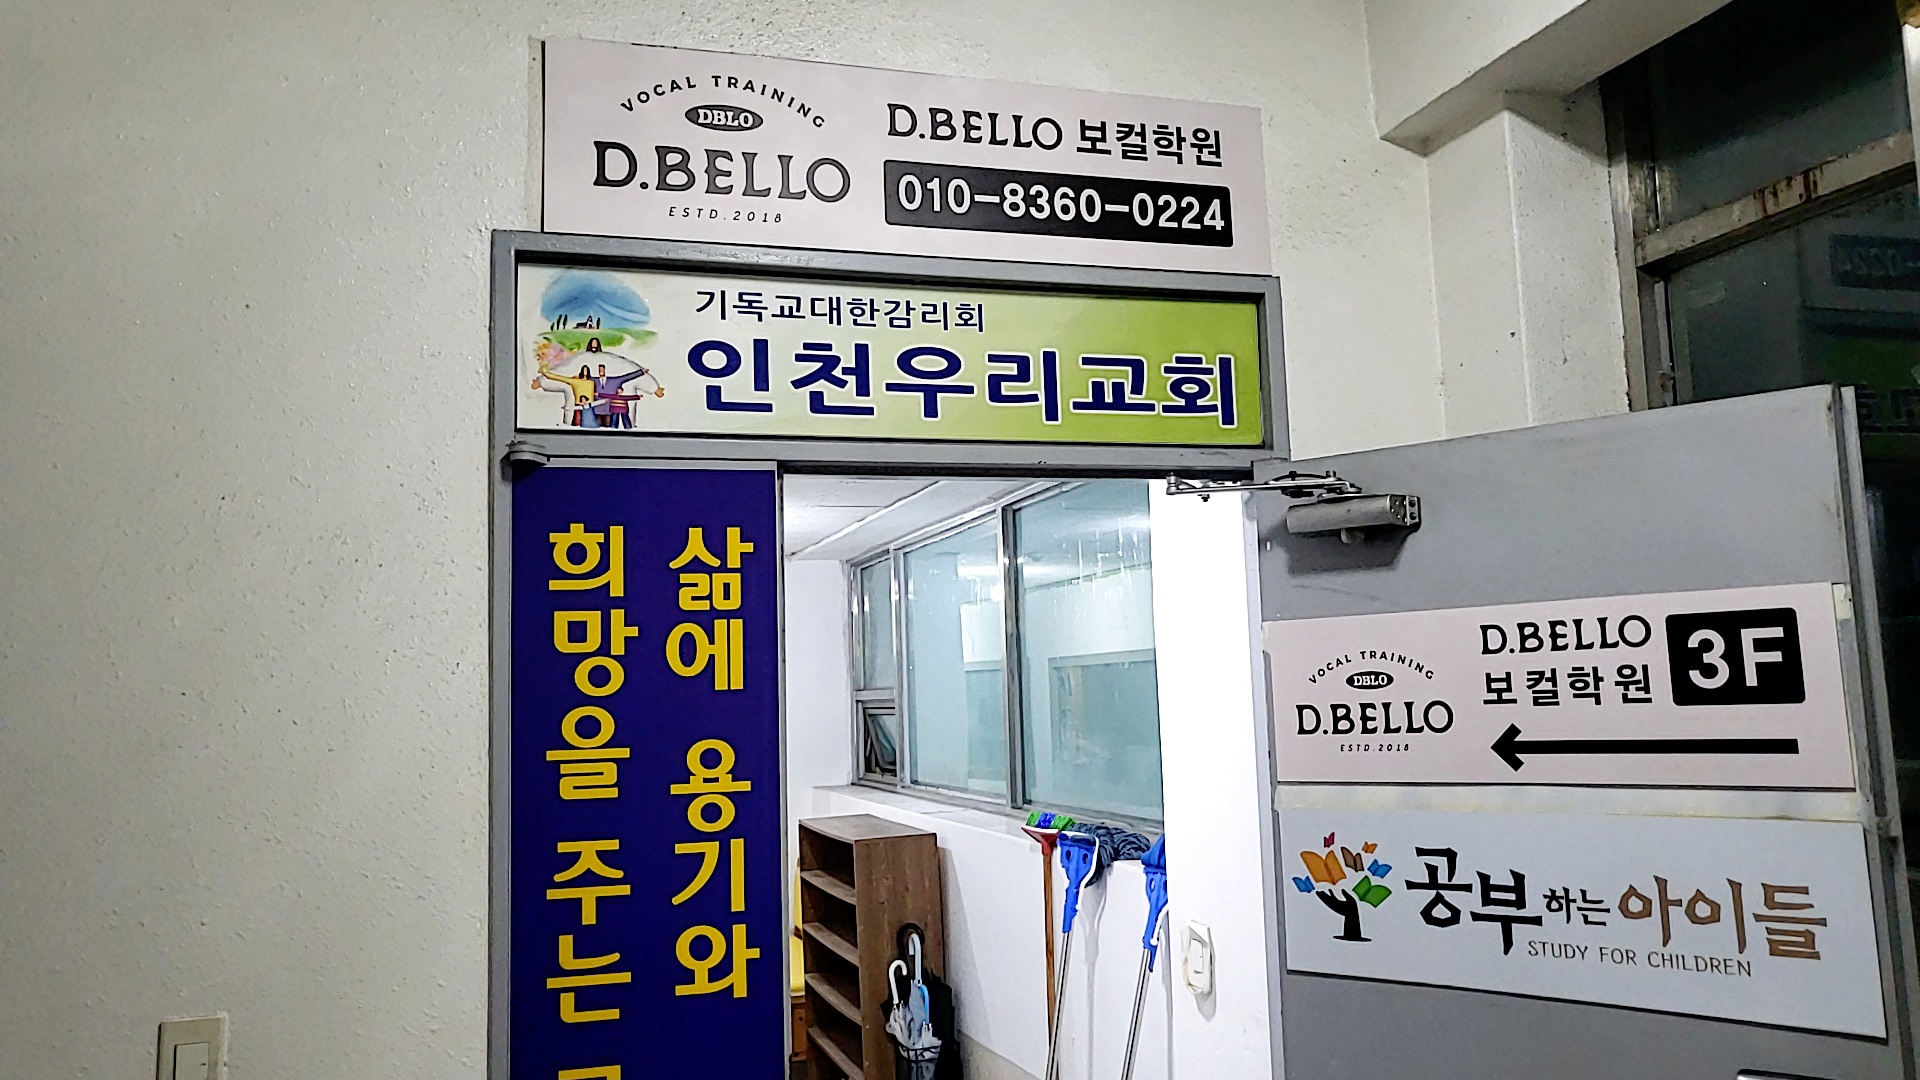 VOCAL TRAINING
DBLO
D.BELLO
ESTD.2018
D.BELLO 보컬학원
010-8360-0224
기독교대한감리회
인천우리교회
삶에 용기와
희망을 주는
VOCAL TRAINING
DBLO
D.BELLO
ESTD.2018
D.BELLO
보컬학원
3F
공부하는아이들
STUDY FOR CHILDREN